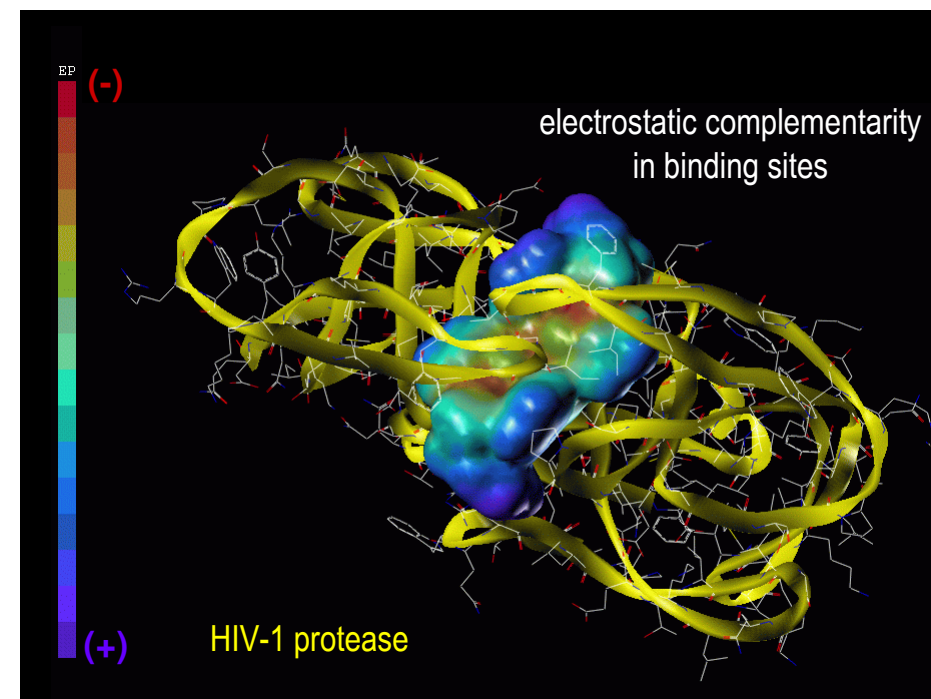 EP
(-)
electrostatic complementarity
in binding sites
HIV-1 protease
(+)